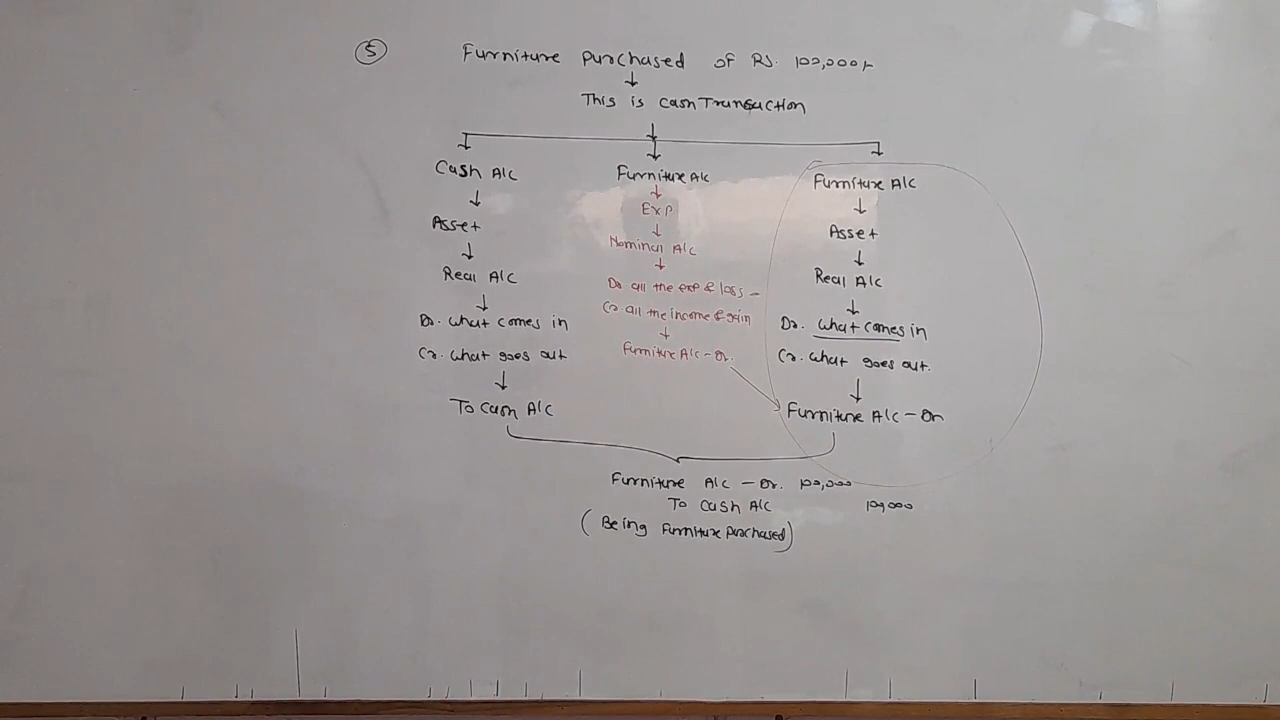 5
Furniture purchased of RS. 100,000/-
This is cash Transaction
Cash A/C
Asset
Real A/C
Dr. what comes in
Cr. what goes out
To Cash A/C
Furniture A/C
Exp
Nominal A/C
Dr all the exp & loss -
Cr all the income & gain
Furniture A/C - Dr.
Furniture A/C
Asset
Real A/C
Dr. what comes in
Cr. what goes out.
Furniture A/C - Dr
Furniture A/C - Dr. 100,000
To Cash A/C 100,000
(Being Furniture purchased)